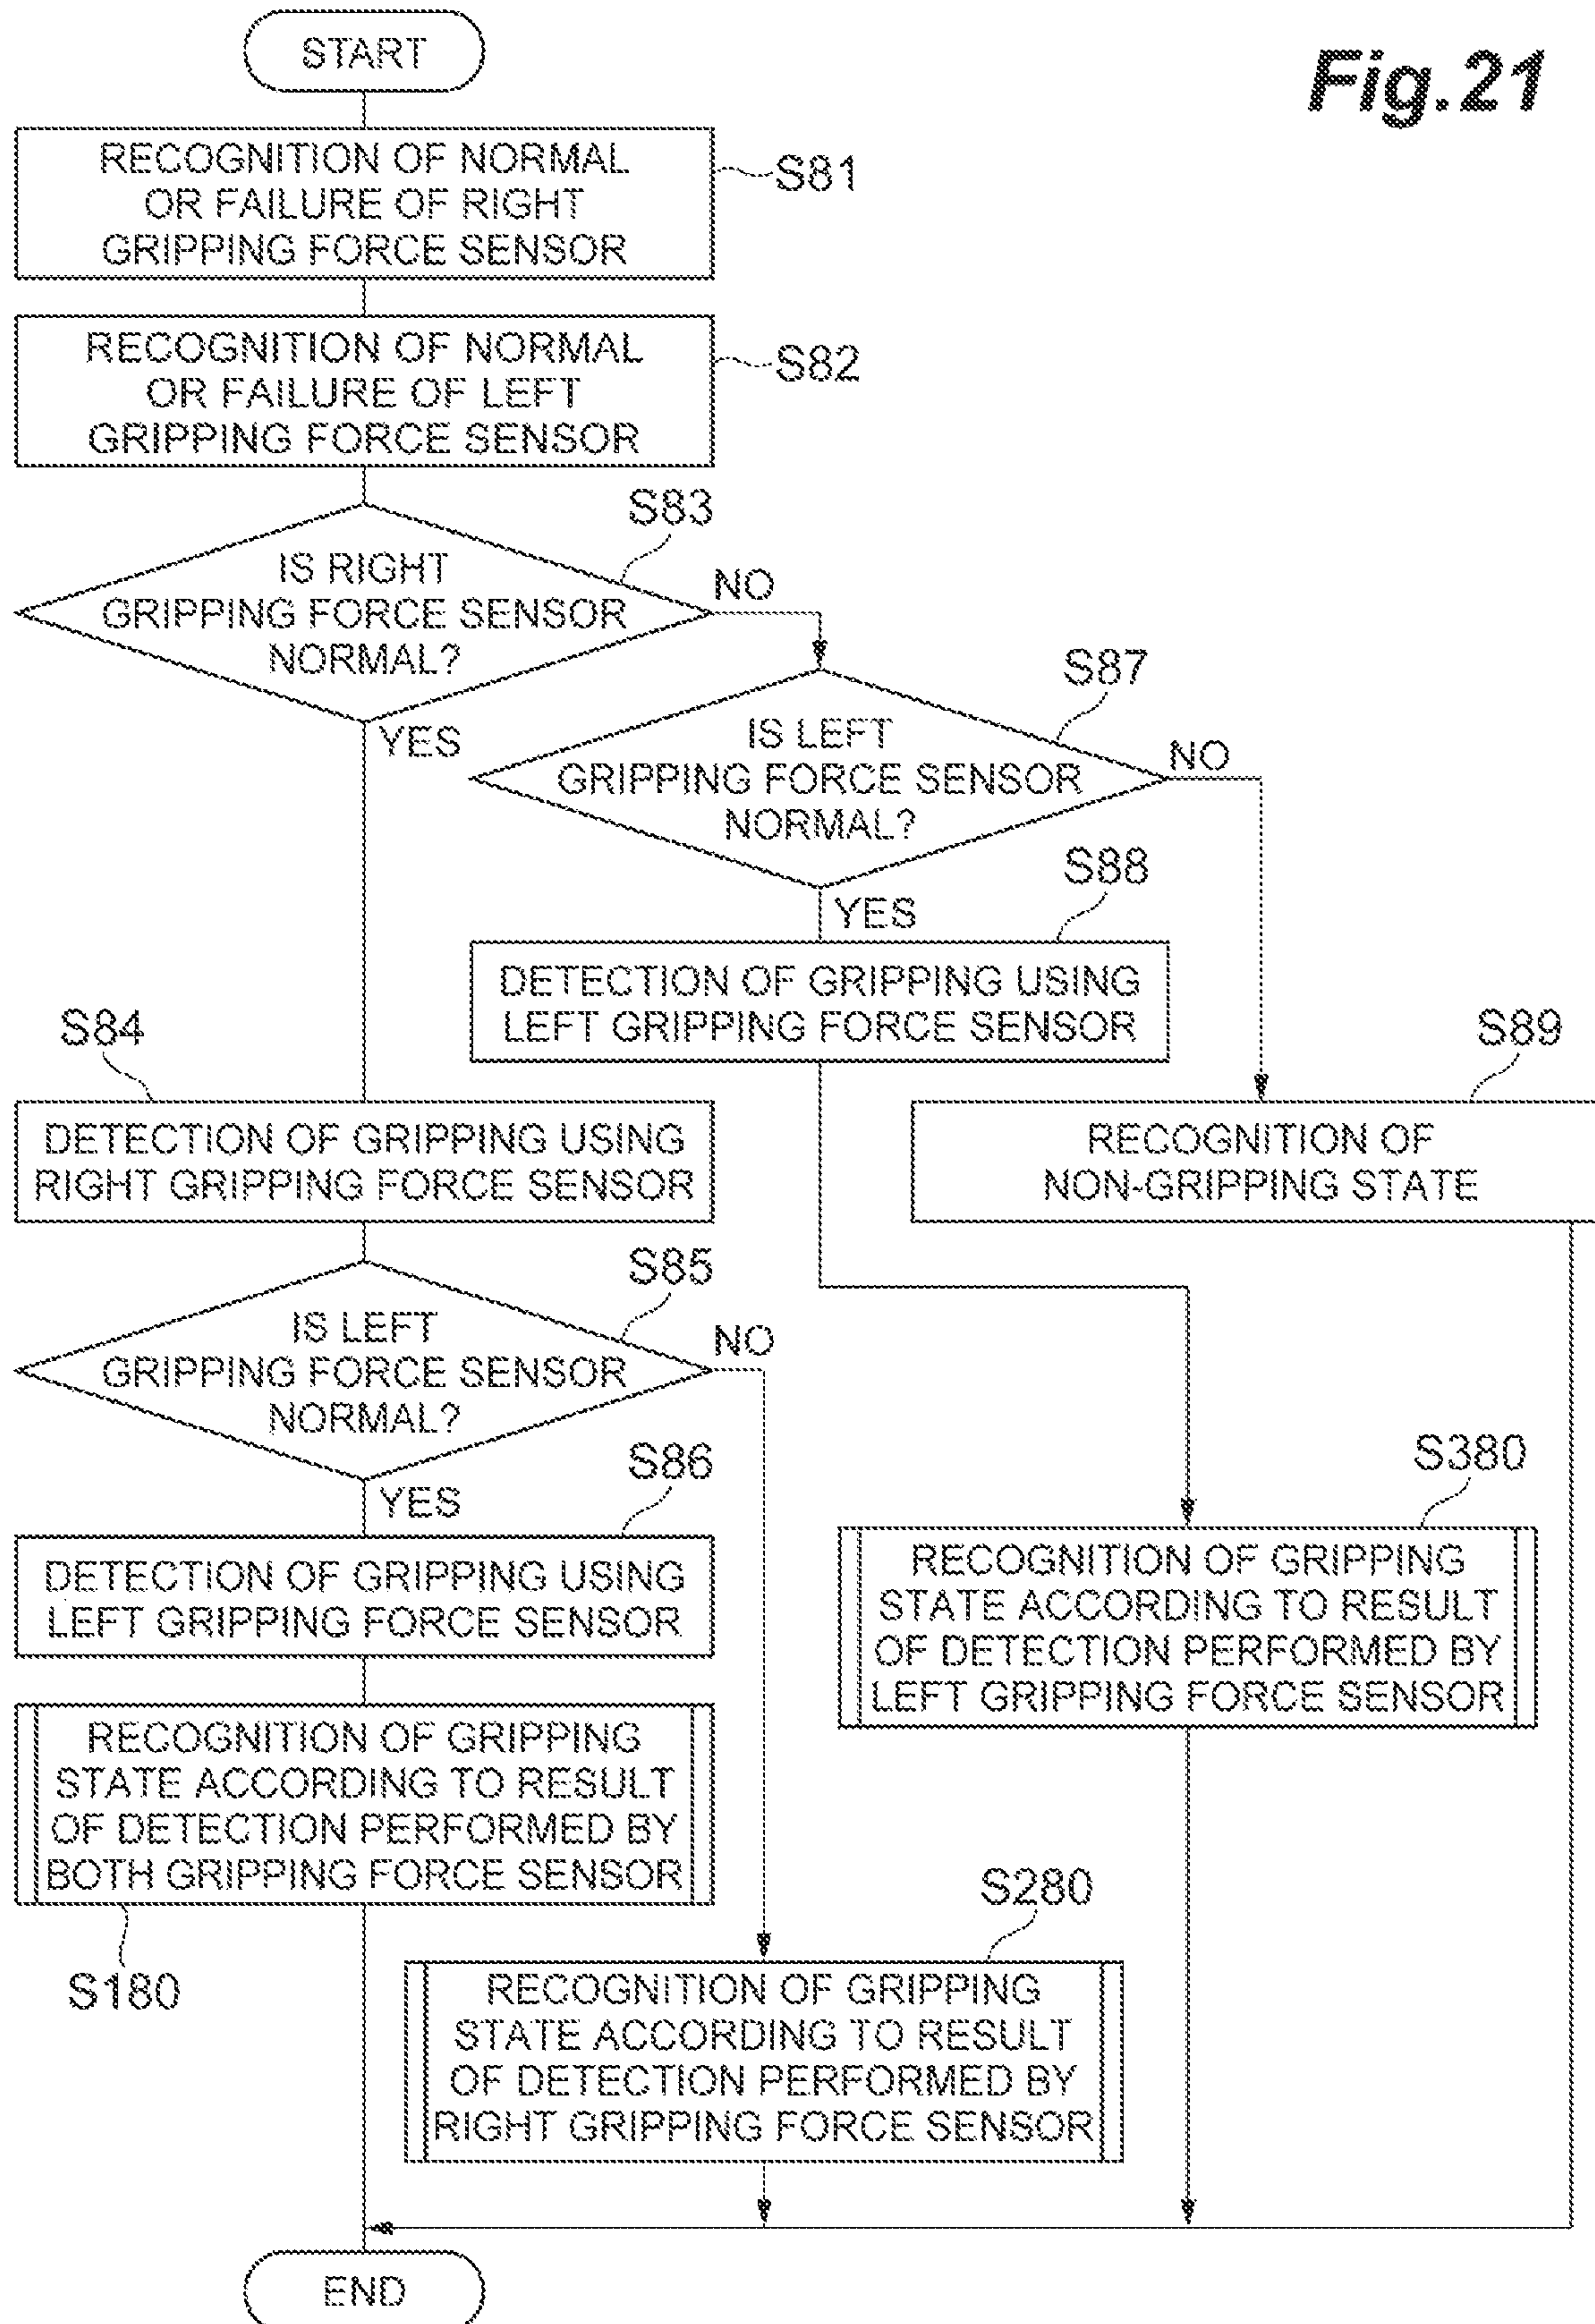 START
Fig.21
RECOGNITION OF NORMAL
OR FAILURE OF RIGHT
GRIPPING FORCE SENSOR
S81
RECOGNITION OF NORMAL
OR FAILURE OF LEFT
GRIPPING FORCE SENSOR
S82
S83
IS RIGHT
GRIPPING FORCE SENSOR
NORMAL?
NO
YES
S87
IS LEFT
GRIPPING FORCE SENSOR
NORMAL?
NO
YES
S88
DETECTION OF GRIPPING USING
LEFT GRIPPING FORCE SENSOR
S84
DETECTION OF GRIPPING USING
RIGHT GRIPPING FORCE SENSOR
S89
RECOGNITION OF
NON-GRIPPING STATE
S85
IS LEFT
GRIPPING FORCE SENSOR
NORMAL?
NO
YES
S86
DETECTION OF GRIPPING USING
LEFT GRIPPING FORCE SENSOR
S380
RECOGNITION OF GRIPPING
STATE ACCORDING TO RESULT
OF DETECTION PERFORMED BY
LEFT GRIPPING FORCE SENSOR
RECOGNITION OF GRIPPING
STATE ACCORDING TO RESULT
OF DETECTION PERFORMED BY
BOTH GRIPPING FORCE SENSOR
S180
S280
RECOGNITION OF GRIPPING
STATE ACCORDING TO RESULT
OF DETECTION PERFORMED BY
RIGHT GRIPPING FORCE SENSOR
END